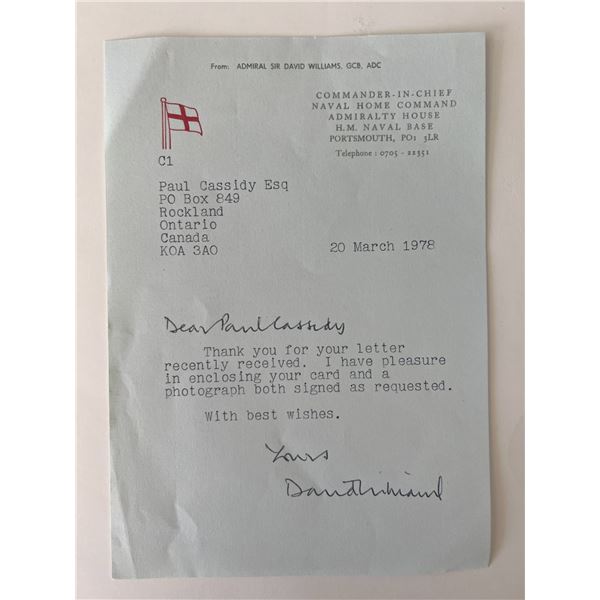 From: ADMIRAL SIR DAVID WILLIAMS, GCB, ADC
COMMANDER-IN-CHIEF
NAVAL HOME COMMAND
ADMIRALTY HOUSE
H.M. NAVAL BASE
PORTSMOUTH, PO1 3LR
Telephone : 0705 - 22351
C1
Paul Cassidy Esq
PO Box 849
Rockland
Ontario
Canada
KOA 3AO
20 March 1978
Dear Paul Cassidy
Thank you for your letter
recently received. I have pleasure
in enclosing your card and a
photograph both signed as requested.
With best wishes.
Yours
David Williams